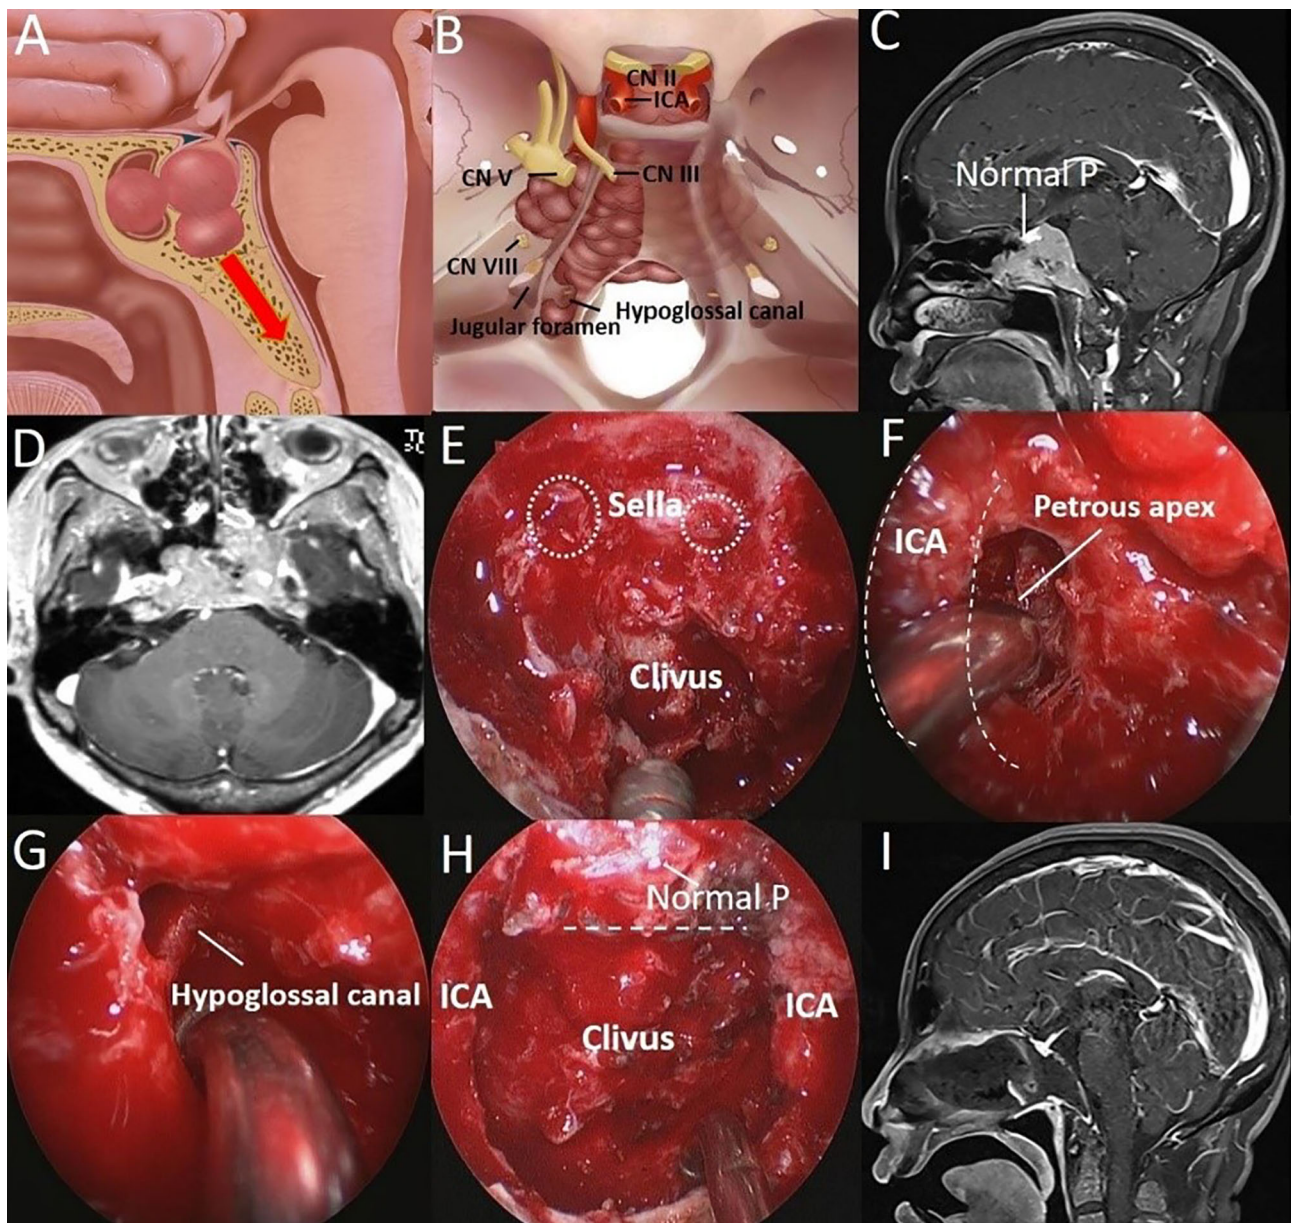 A
B
CN II
ICA
CN V
CN III
CN VIII
Jugular foramen
Hypoglossal canal
C
Normal P
D
E
Sella
Clivus
F
ICA
Petrous apex
G
Hypoglossal canal
H
Normal P
ICA
Clivus
ICA
I